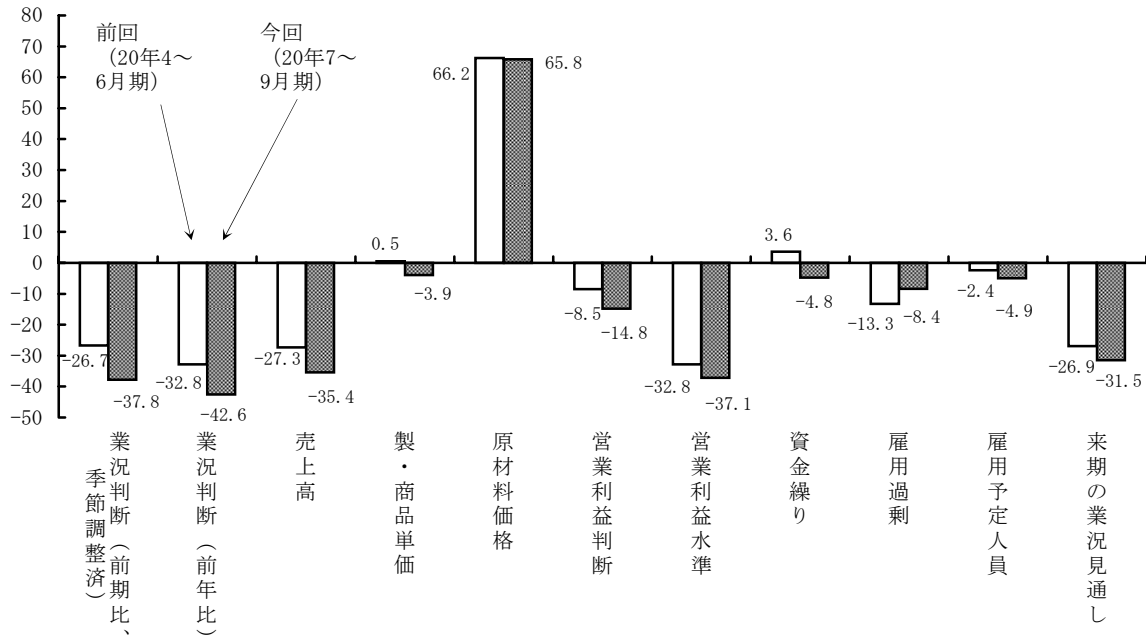 80
70
60
50
40
30
20
10
0
-10
-20
-30
-40
-50
前回
(20年4～
6月期)
今回
(20年7～
9月期)
-26.7
-37.8
-32.8
-42.6
-27.3
-35.4
0.5
-3.9
66.2
65.8
-8.5
-14.8
-32.8
-37.1
3.6
-4.8
-13.3
-8.4
-2.4
-4.9
-26.9
-31.5
業況判断（前期比、
季節調整済）
業況判断（前年比）
売上高
製・商品単価
原材料価格
営業利益判断
営業利益水準
資金繰り
雇用過剰
雇用予定人員
来期の業況見通し